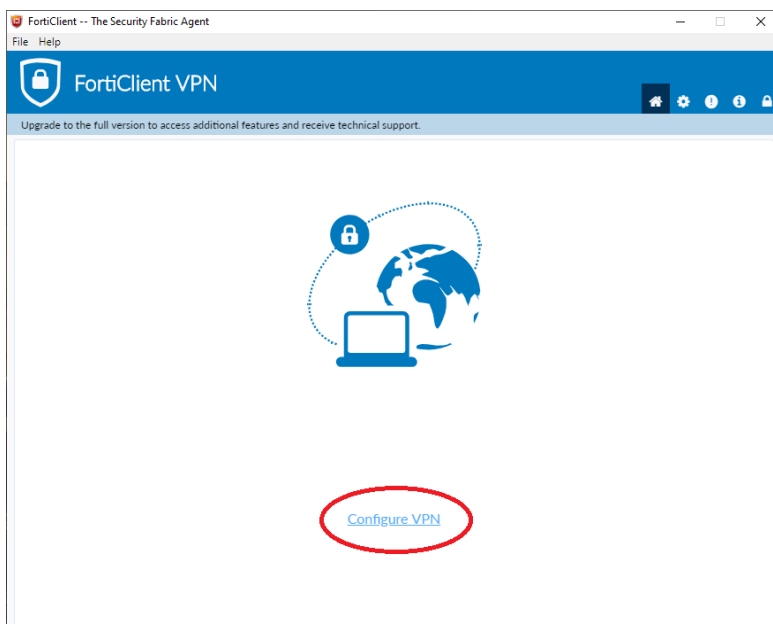 FortiClient -- The Security Fabric Agent
File Help
FortiClient VPN
Upgrade to the full version to access additional features and receive technical support.
Configure VPN